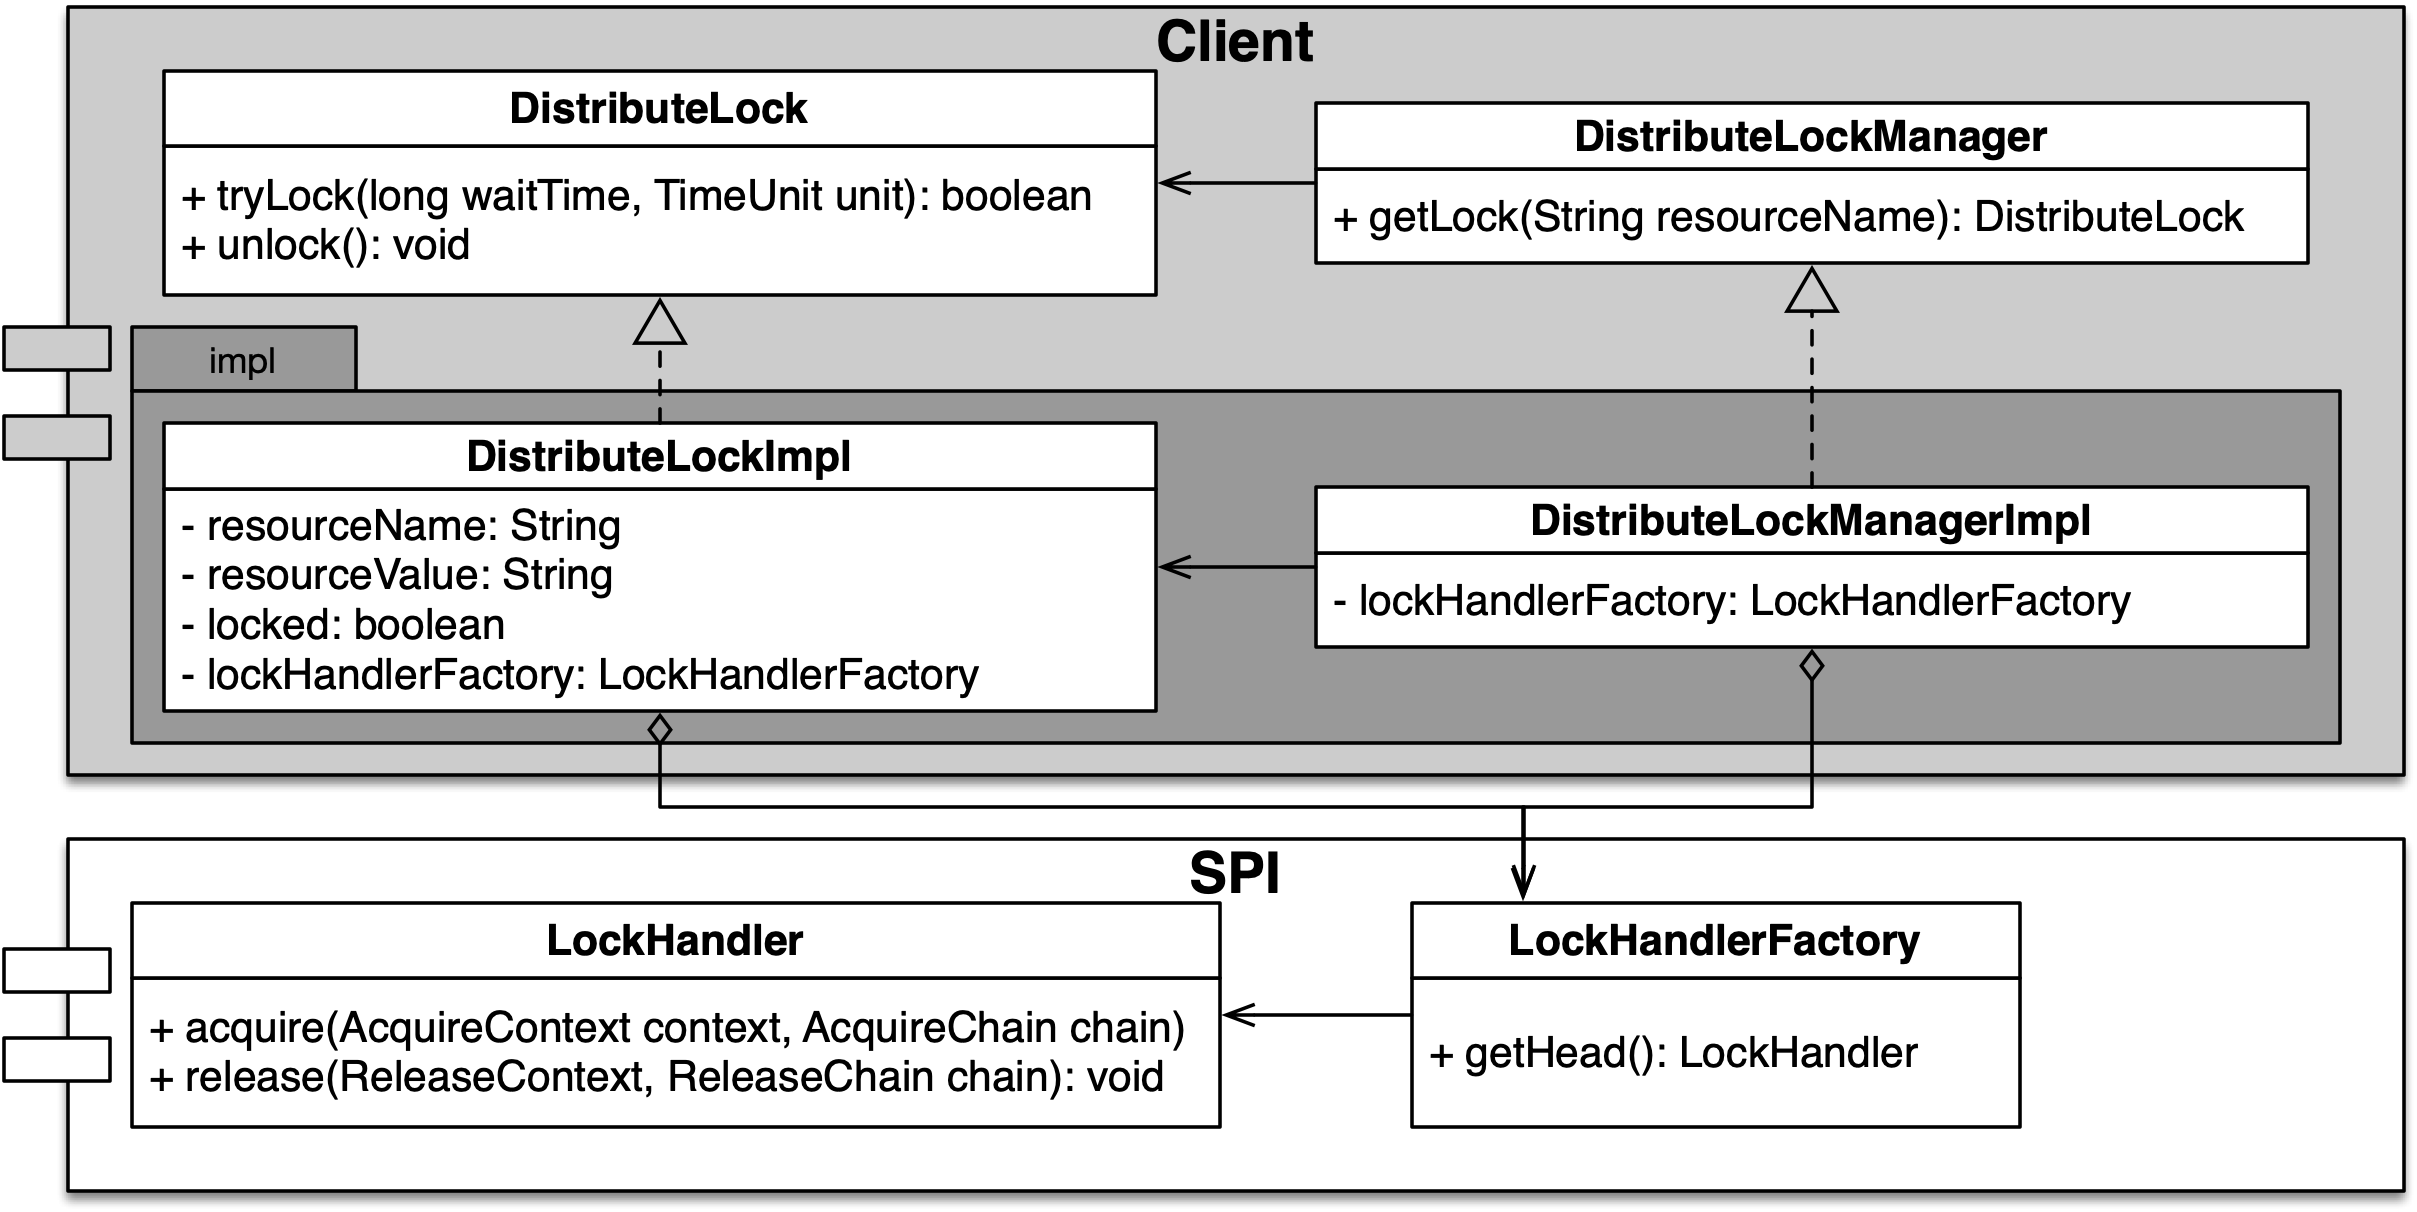 Client
DistributeLock
+ tryLock(long waitTime, TimeUnit unit): boolean
+ unlock(): void
DistributeLockManager
+ getLock(String resourceName): DistributeLock
impl
DistributeLockImpl
- resourceName: String
- resourceValue: String
- locked: boolean
- lockHandlerFactory: LockHandlerFactory
DistributeLockManagerImpl
- lockHandlerFactory: LockHandlerFactory
SPI
LockHandler
+ acquire(AcquireContext context, AcquireChain chain)
+ release(ReleaseContext, ReleaseChain chain): void
LockHandlerFactory
+ getHead(): LockHandler